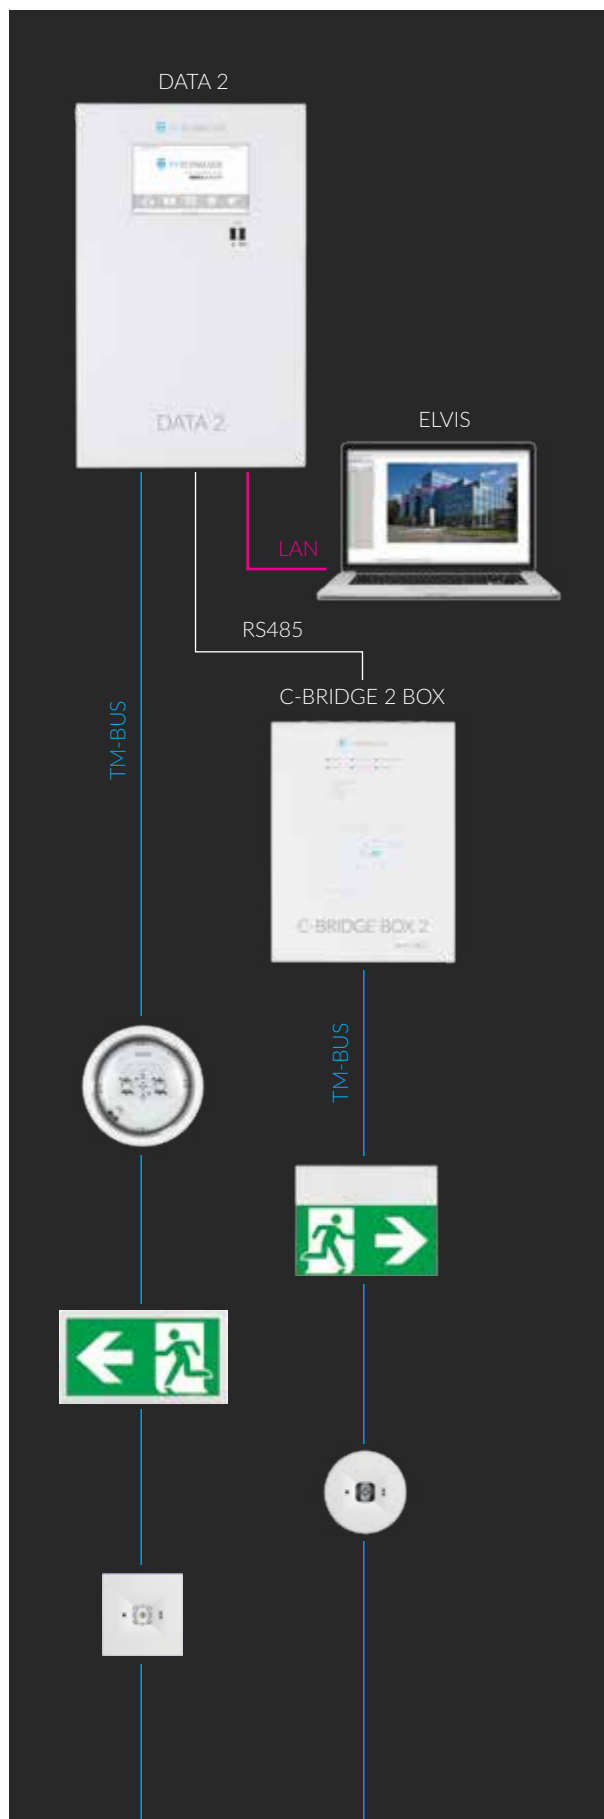 DATA 2
DATA 2
ELVIS
LAN
RS485
C-BRIDGE 2 BOX
TM-BUS
C-BRIDGE BOX 2
TM-BUS